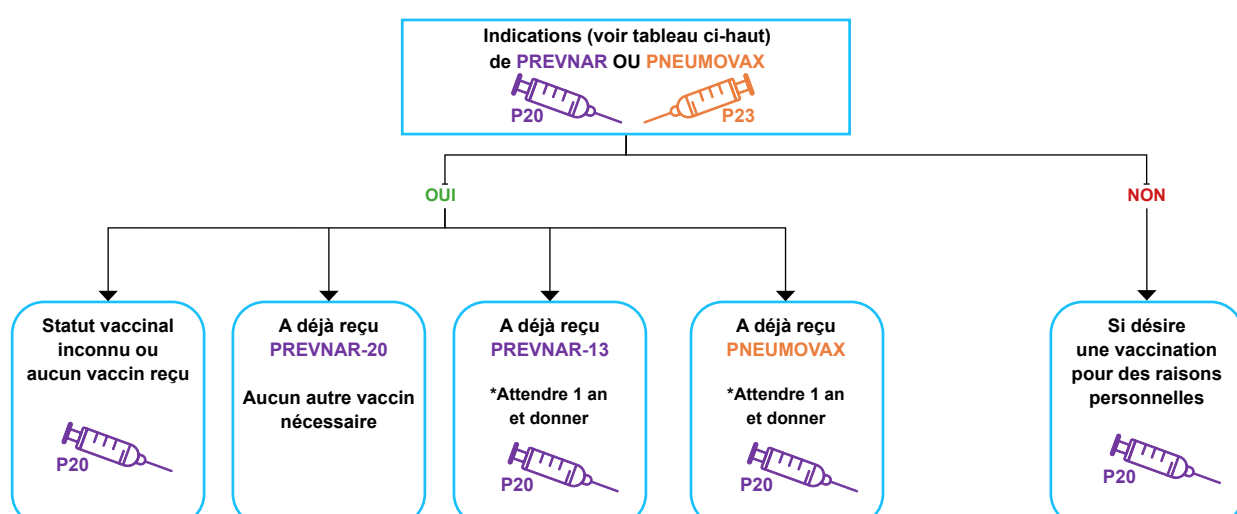 Indications (voir tableau ci-haut)
de PREVNAR OU PNEUMOVAX
P20
P23
OUI
NON
Statut vaccinal
inconnu ou
aucun vaccin reçu
P20
A déjà reçu
PREVNAR-20
Aucun autre vaccin
nécessaire
A déjà reçu
PREVNAR-13
*Attendre 1 an
et donner
P20
A déjà reçu
PNEUMOVAX
*Attendre 1 an
et donner
P20
Si désire
une vaccination
pour des raisons
personnelles
P20